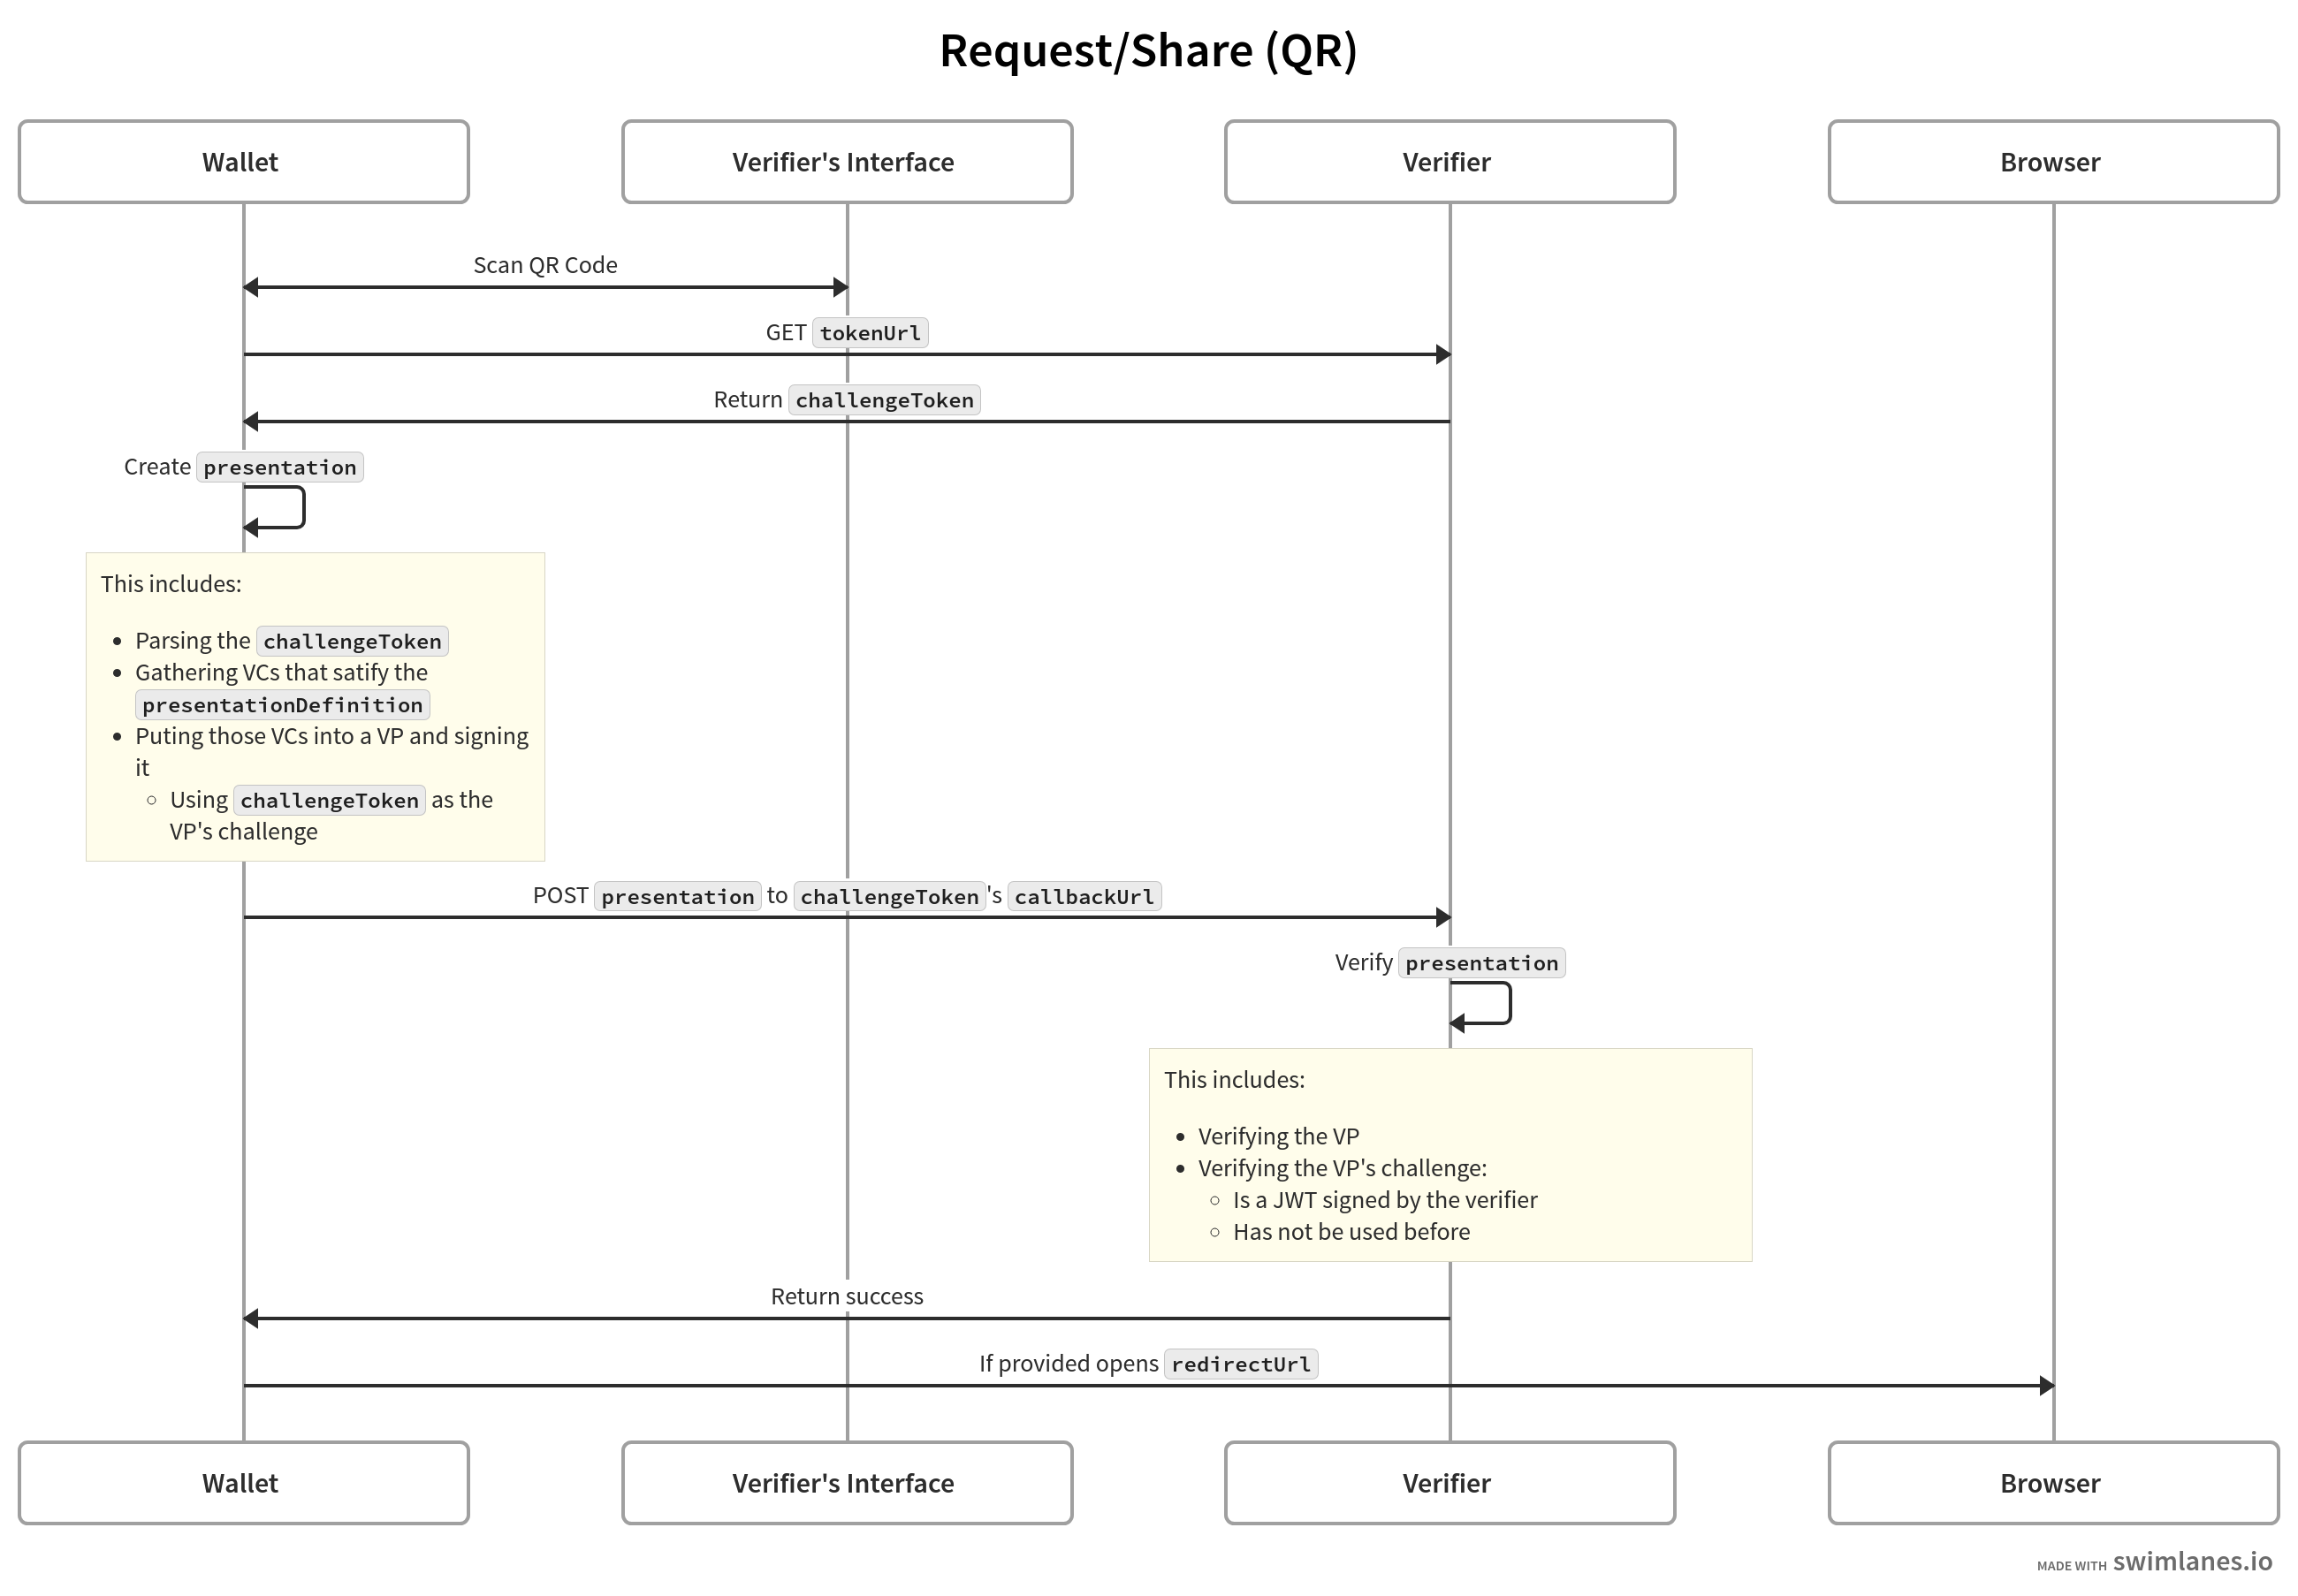 Request/Share (QR)
Wallet
Verifier's Interface
Verifier
Browser
Scan QR Code
GET tokenUrl
Return challengeToken
Create presentation
This includes:
Parsing the challengeToken
Gathering VCs that satify the
presentationDefinition
Puting those VCs into a VP and signing
it
Using challengeToken as the
VP's challenge
POST presentation to challengeToken's callbackUrl
Verify presentation
This includes:
Verifying the VP
Verifying the VP's challenge:
Is a JWT signed by the verifier
Has not be used before
Return success
If provided opens redirectUrl
Wallet
Verifier's Interface
Verifier
Browser
MADE WITH swimlanes.io